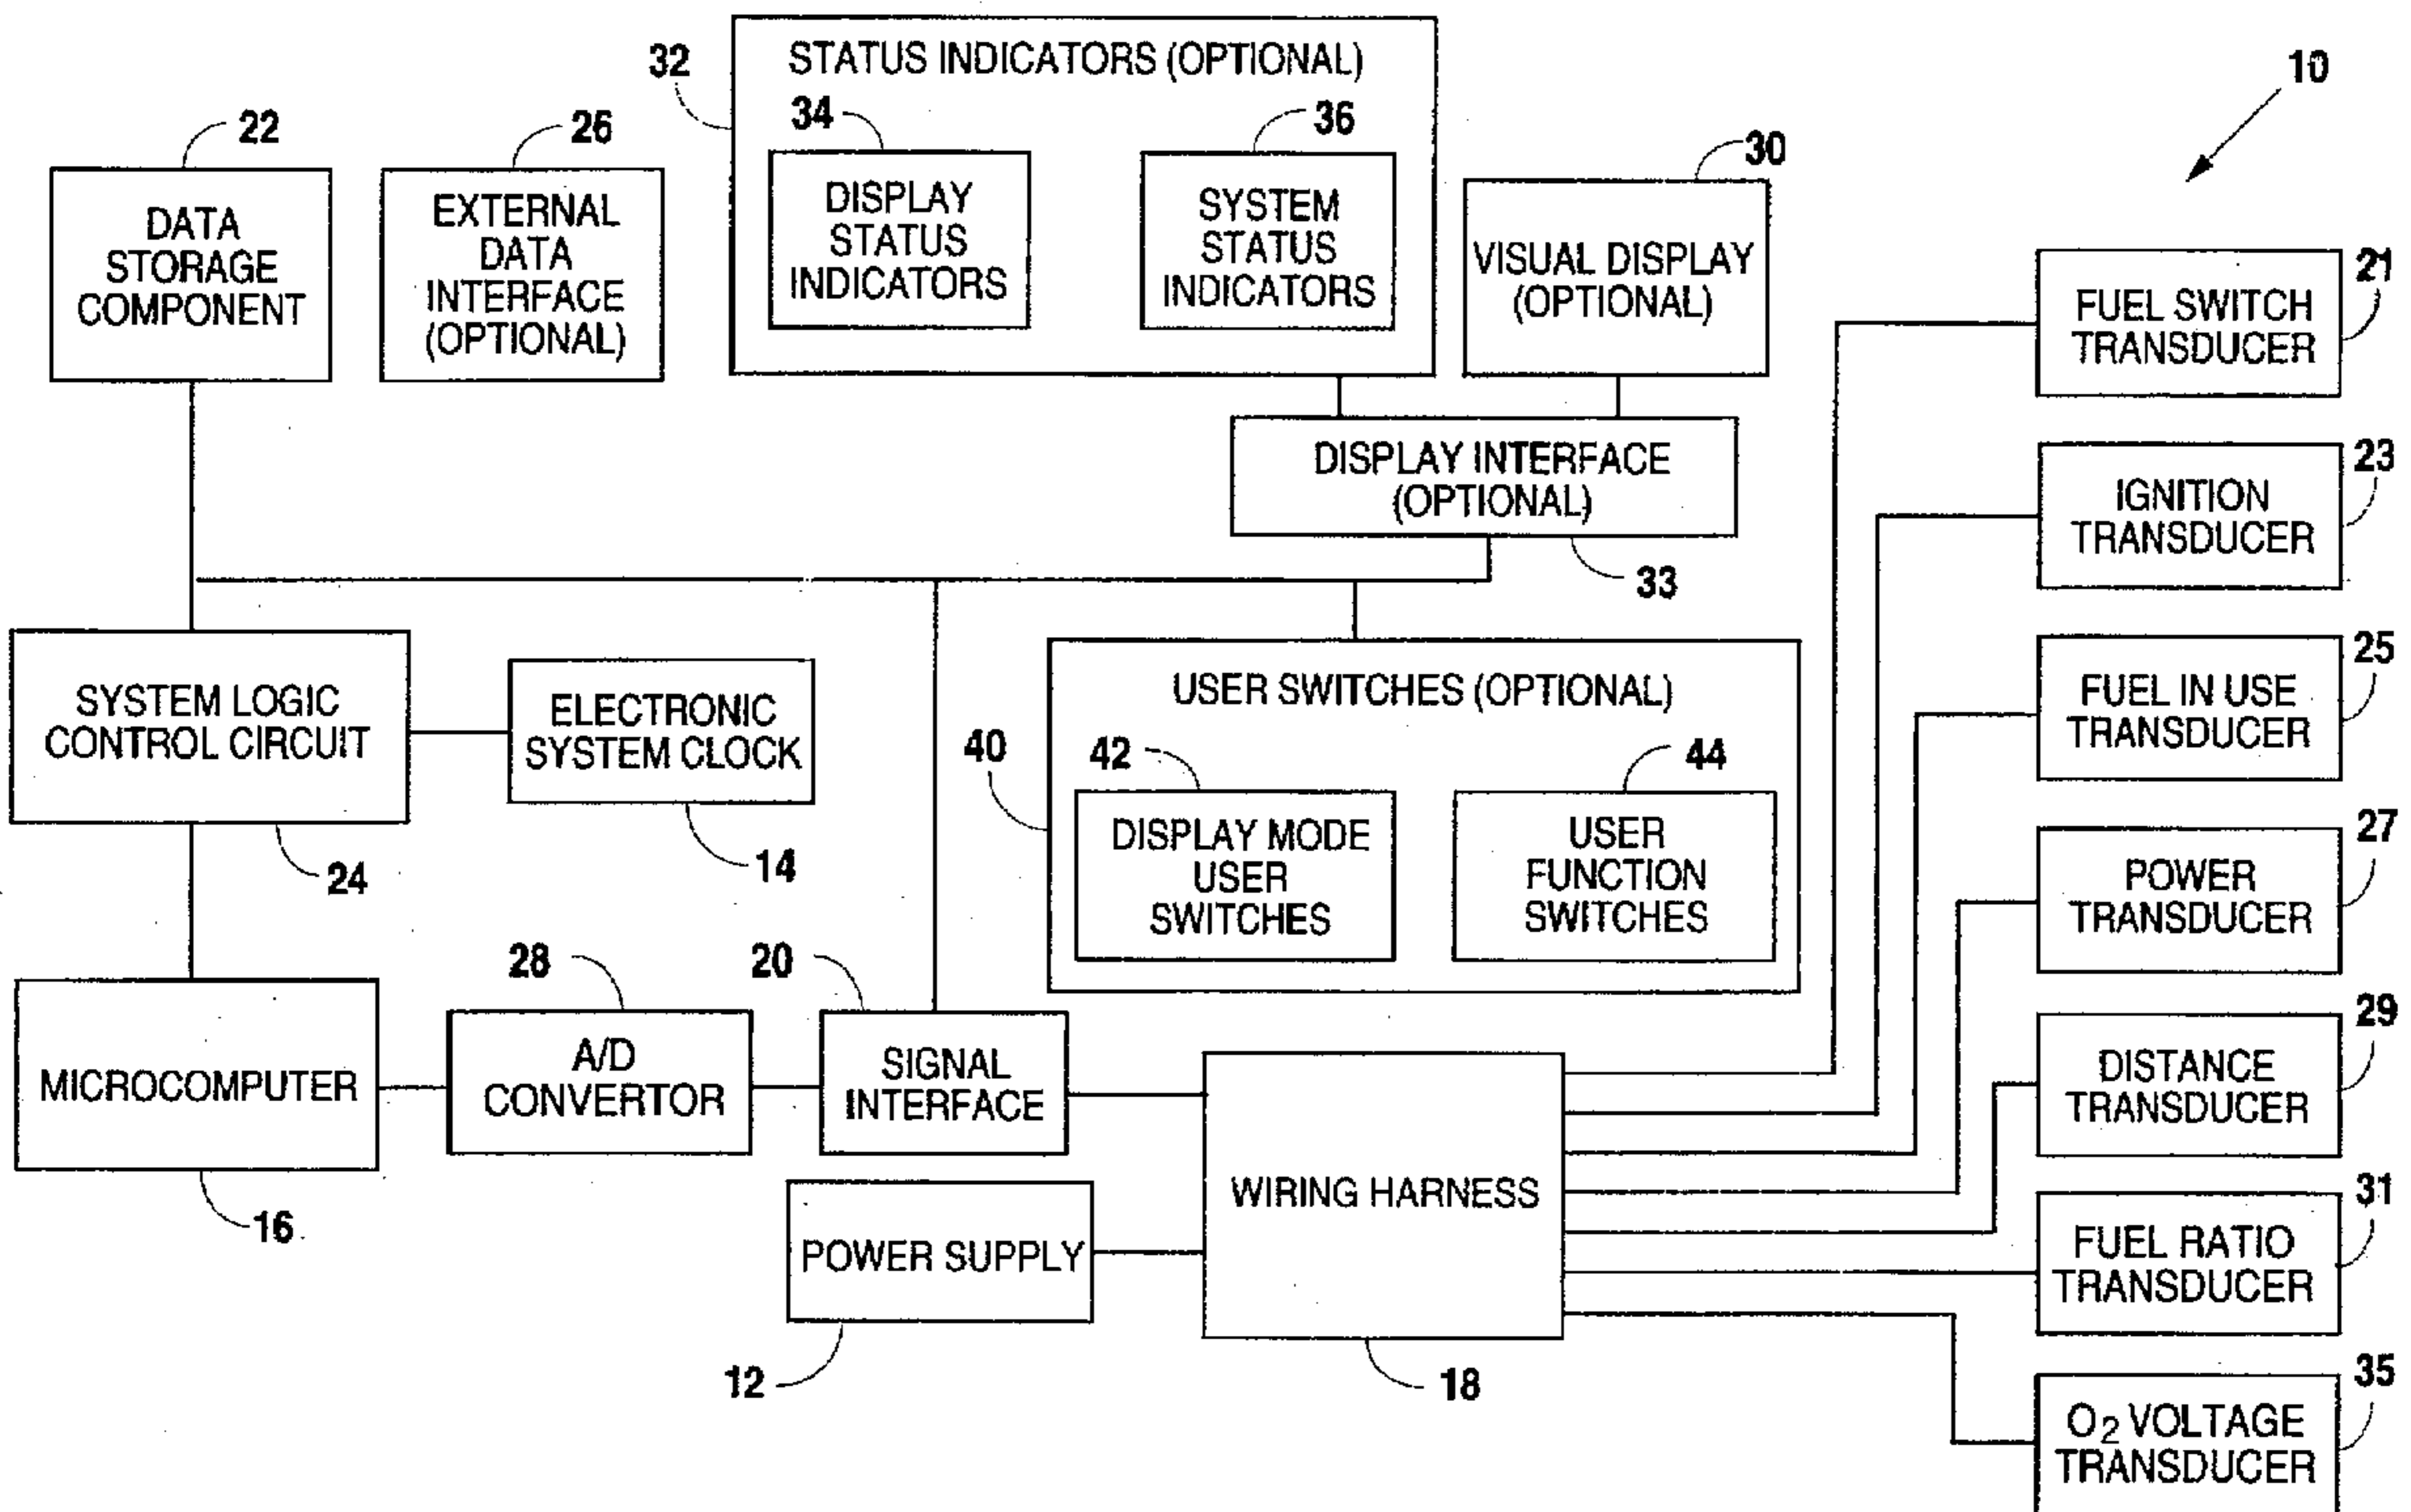 32
STATUS INDICATORS (OPTIONAL)
10
34
36
22
26
30
DATA
STORAGE
COMPONENT
EXTERNAL
DATA
INTERFACE
(OPTIONAL)
DISPLAY
STATUS
INDICATORS
SYSTEM
STATUS
INDICATORS
VISUAL DISPLAY
(OPTIONAL)
21
FUEL SWITCH
TRANSDUCER
DISPLAY INTERFACE
(OPTIONAL)
33
23
IGNITION
TRANSDUCER
SYSTEM LOGIC
CONTROL CIRCUIT
24
ELECTRONIC
SYSTEM CLOCK
14
USER SWITCHES (OPTIONAL)
40
42
44
DISPLAY MODE
USER
SWITCHES
USER
FUNCTION
SWITCHES
25
FUEL IN USE
TRANSDUCER
27
POWER
TRANSDUCER
MICROCOMPUTER
16
28
A/D
CONVERTOR
20
SIGNAL
INTERFACE
WIRING HARNESS
18
POWER SUPPLY
12
29
DISTANCE
TRANSDUCER
31
FUEL RATIO
TRANSDUCER
35
O2 VOLTAGE
TRANSDUCER